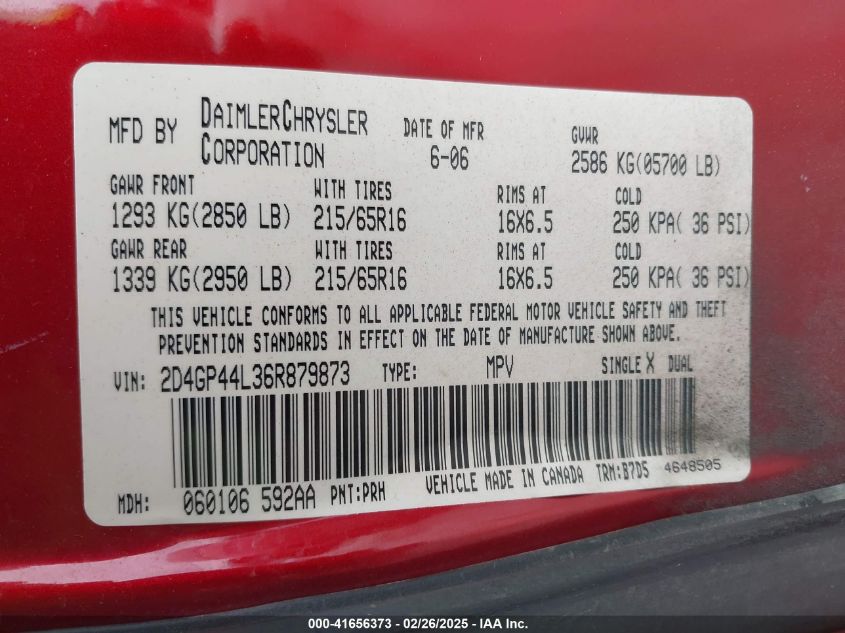 MFD BY DAIMLERCHRYSLER CORPORATION DATE OF MFR 6-06 GVWR 2586 KG(05700 LB)
GAWR FRONT WITH TIRES RIMS AT COLD
1293 KG(2850 LB) 215/65R16 16X6.5 250 KPA( 36 PSI)
GAWR REAR WITH TIRES RIMS AT COLD
1339 KG(2950 LB) 215/65R16 16X6.5 250 KPA( 36 PSI)
THIS VEHICLE CONFORMS TO ALL APPLICABLE FEDERAL MOTOR VEHICLE SAFETY AND THEFT
PREVENTION STANDARDS IN EFFECT ON THE DATE OF MANUFACTURE SHOWN ABOVE.
VIN: 2D4GP44L36R879873 TYPE: MPV SINGLE X DUAL
MDH: 060106 592AA PNT:PRH VEHICLE MADE IN CANADA TRM:B7D5 4648505
000-41656373 - 02/26/2025 - IAAI.com